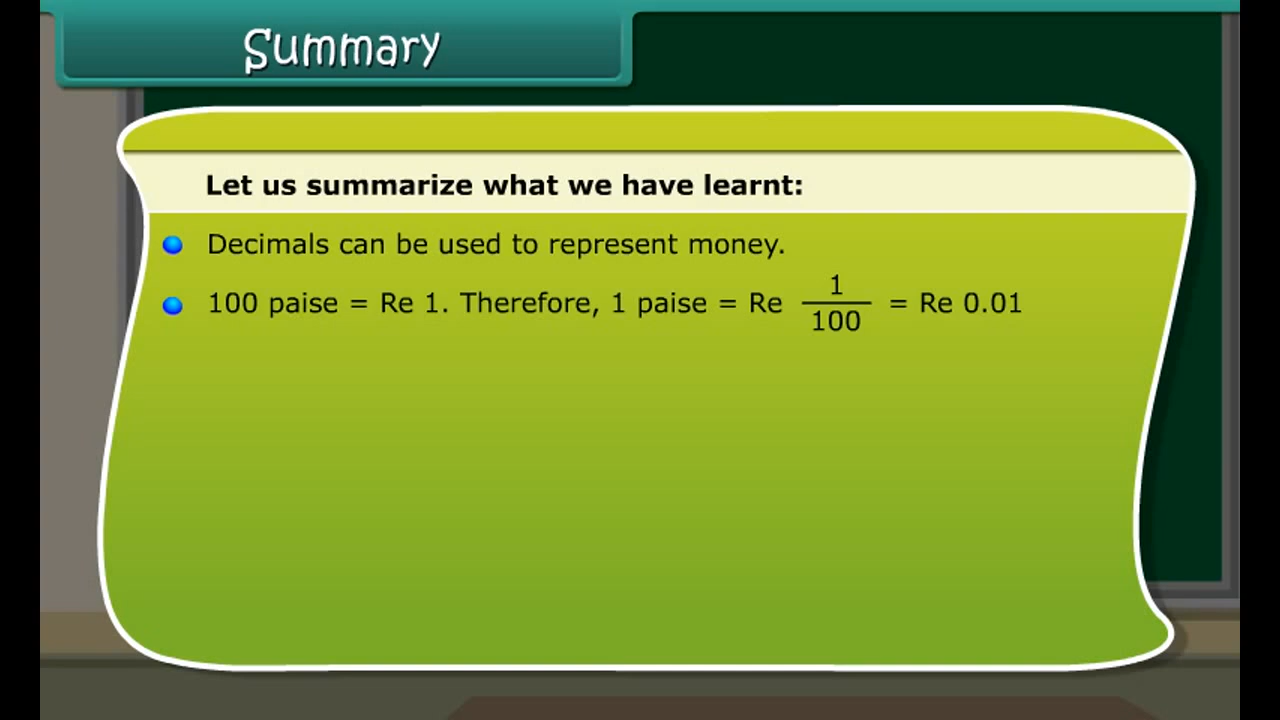 Summary
Let us summarize what we have learnt:
Decimals can be used to represent money.
100 paise = Re 1. Therefore, 1 paise = Re 1/100 = Re 0.01